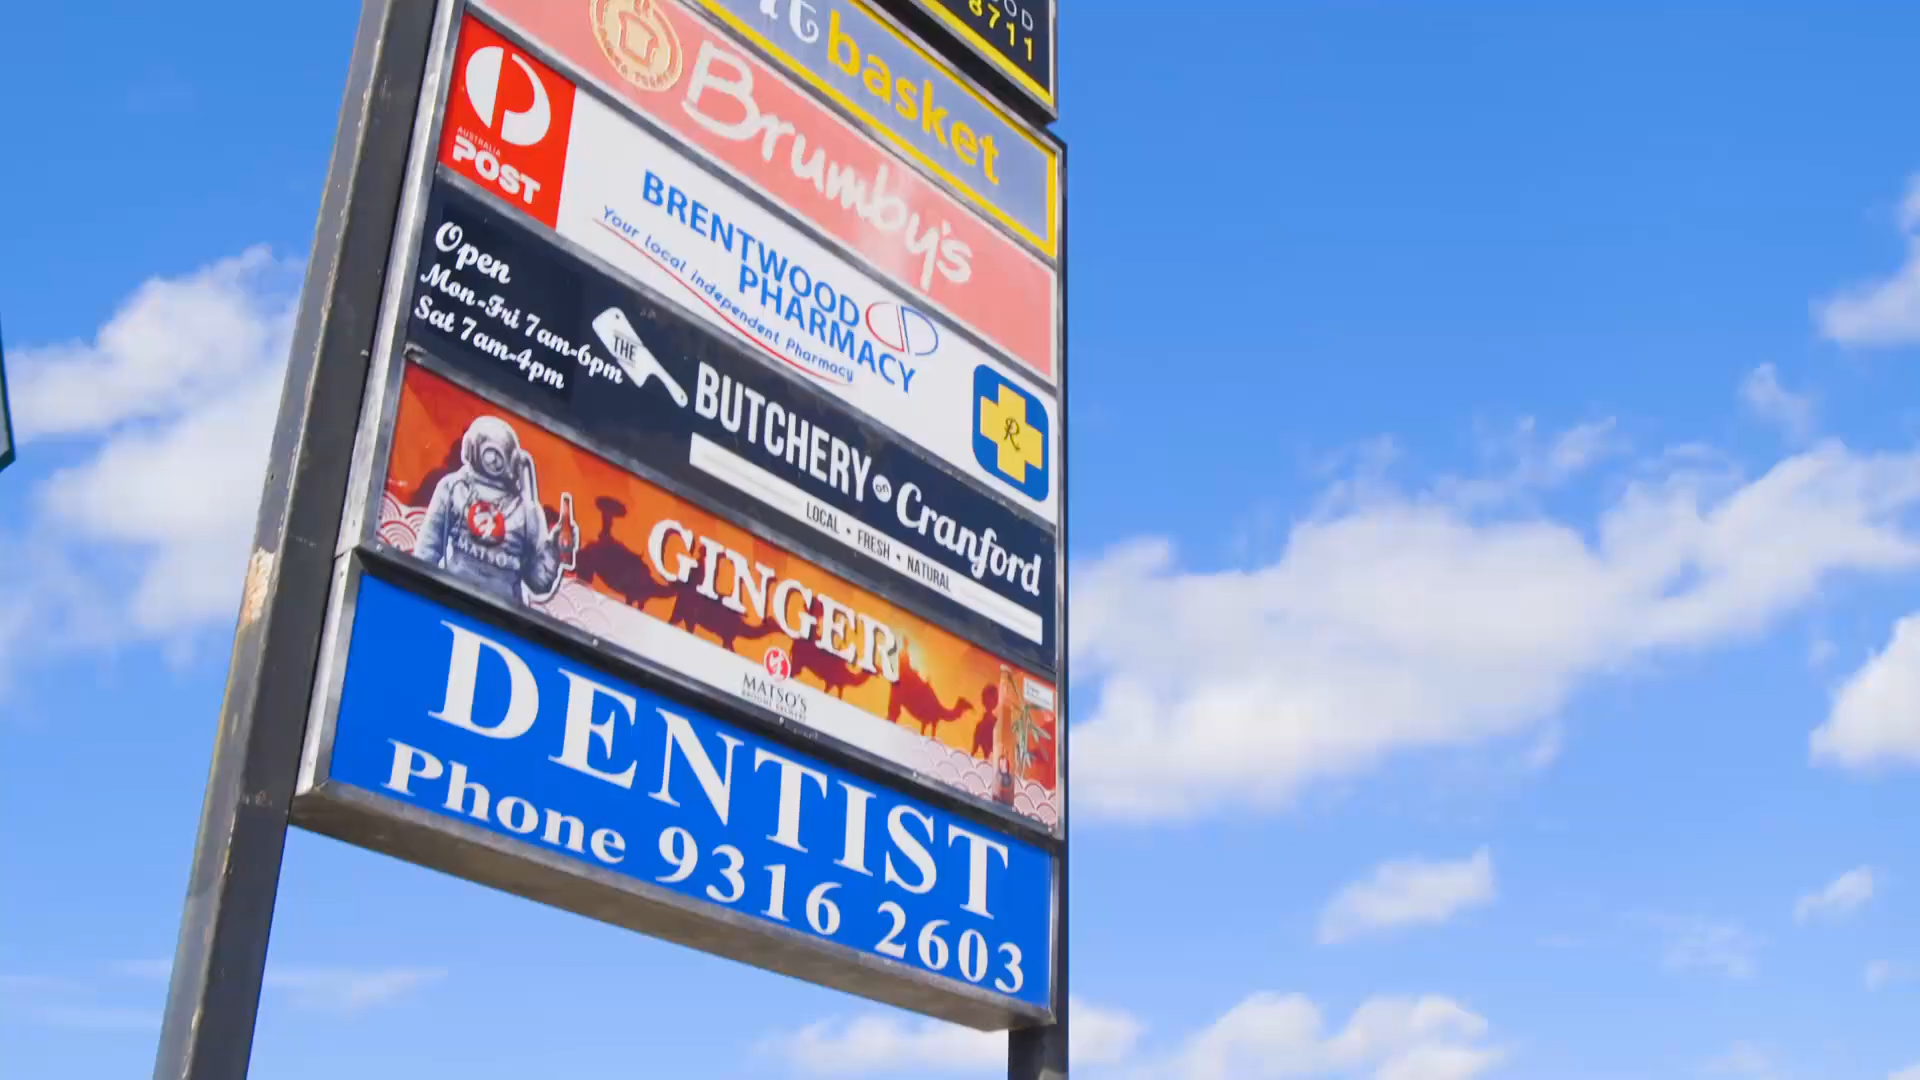 8711
basket
Brumby's
AUSTRALIA
POST
BRENTWOOD
PHARMACY
Your local independent Pharmacy
R
Open
Mon-Fri 7am-6pm
Sat 7am-4pm
THE
BUTCHERY on Cranford
LOCAL • FRESH • NATURAL
MATSO'S
GINGER
MATSO'S
DENTIST
Phone 9316 2603